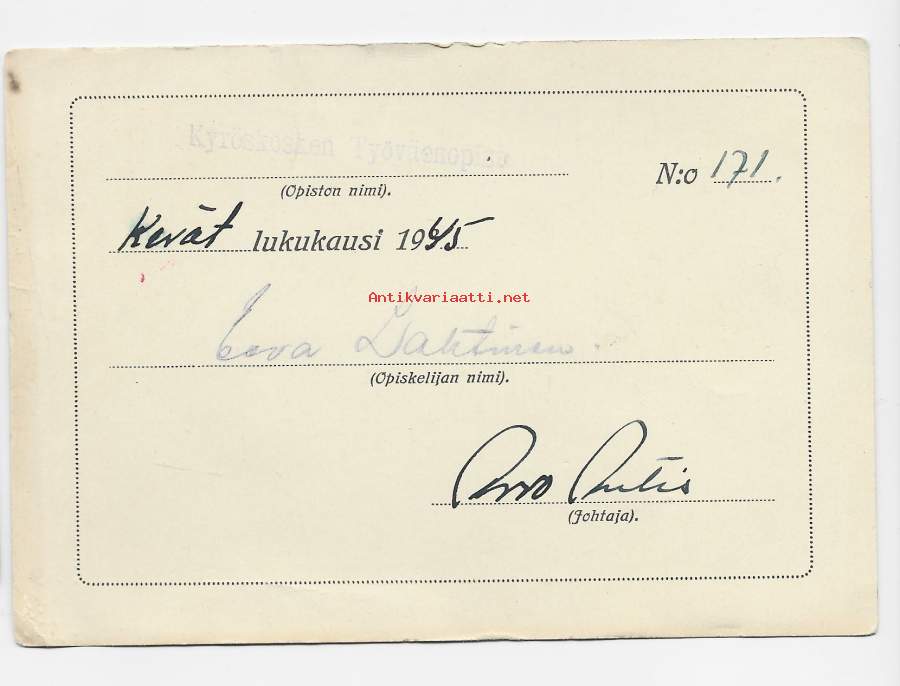 Kyröskosken Työväenopisto
N:o 171.
(Opiston nimi).
Kevät lukukausi 1945
Antikvariaatti.net
Eeva Lahtinen.
(Opiskelijan nimi).
(Johtaja).